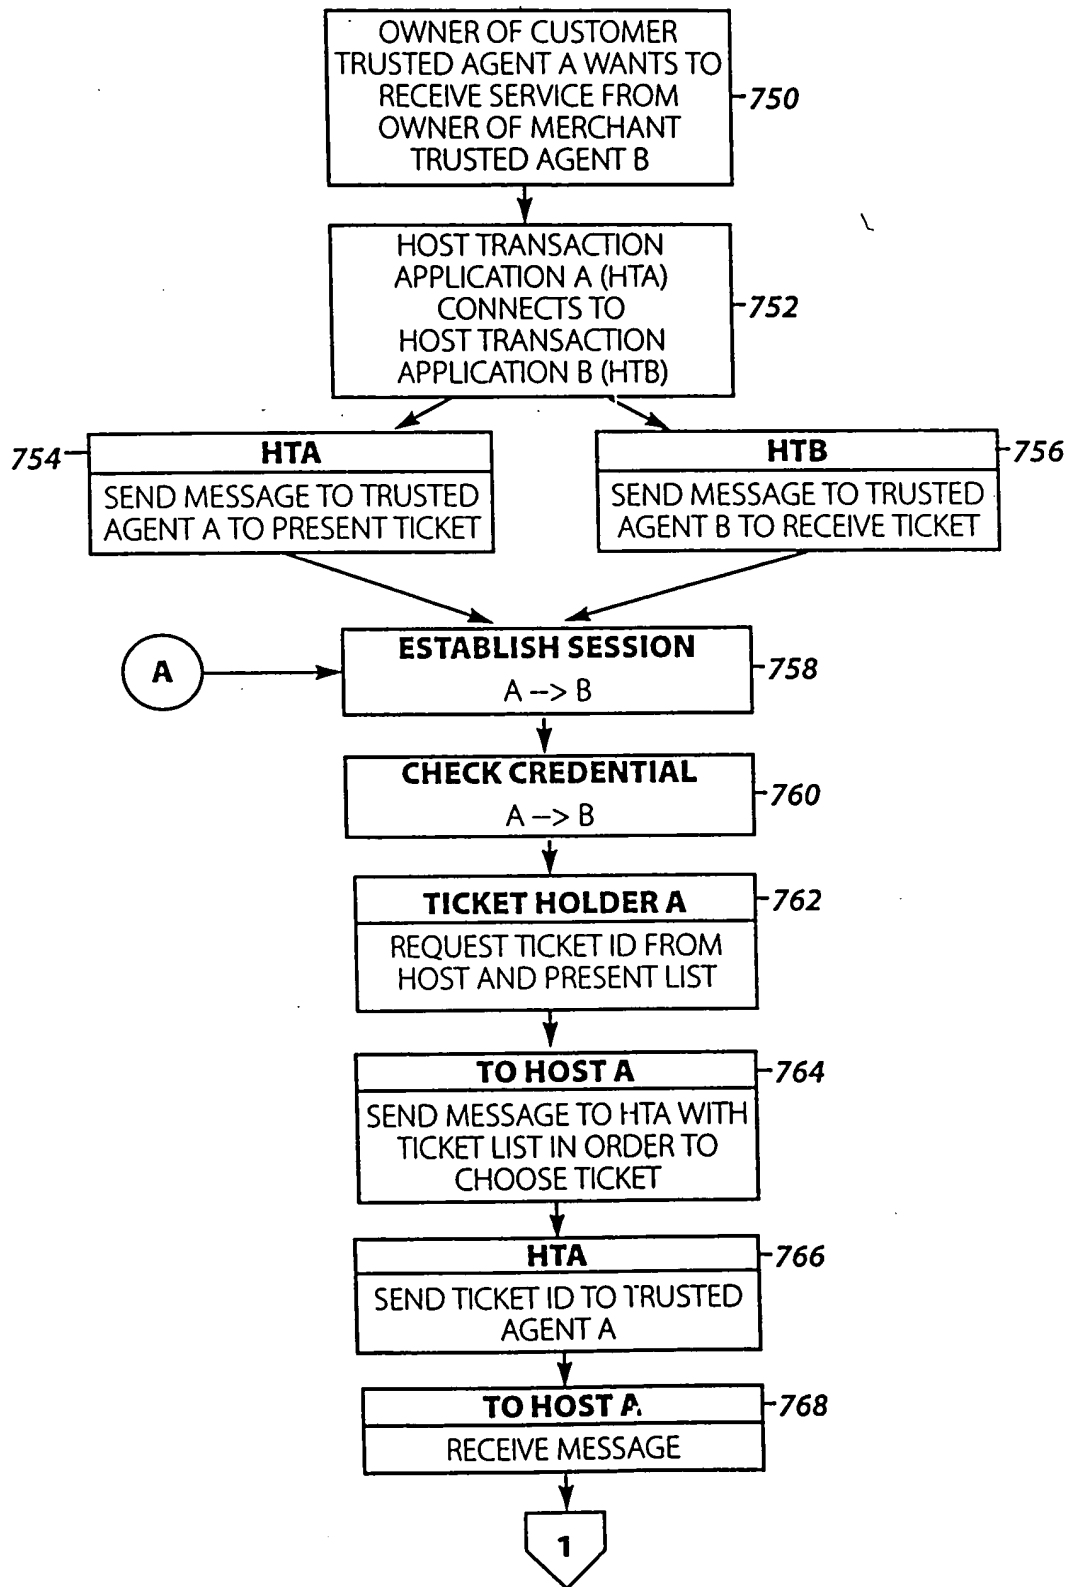 OWNER OF CUSTOMER
TRUSTED AGENT A WANTS TO
RECEIVE SERVICE FROM
OWNER OF MERCHANT
TRUSTED AGENT B
750
HOST TRANSACTION
APPLICATION A (HTA)
CONNECTS TO
HOST TRANSACTION
APPLICATION B (HTB)
752
754
HTA
SEND MESSAGE TO TRUSTED
AGENT A TO PRESENT TICKET
HTB
756
SEND MESSAGE TO TRUSTED
AGENT B TO RECEIVE TICKET
A
ESTABLISH SESSION
A --> B
758
CHECK CREDENTIAL
A --> B
760
TICKET HOLDER A
762
REQUEST TICKET ID FROM
HOST AND PRESENT LIST
TO HOST A
764
SEND MESSAGE TO HTA WITH
TICKET LIST IN ORDER TO
CHOOSE TICKET
HTA
766
SEND TICKET ID TO TRUSTED
AGENT A
TO HOST A
768
RECEIVE MESSAGE
1